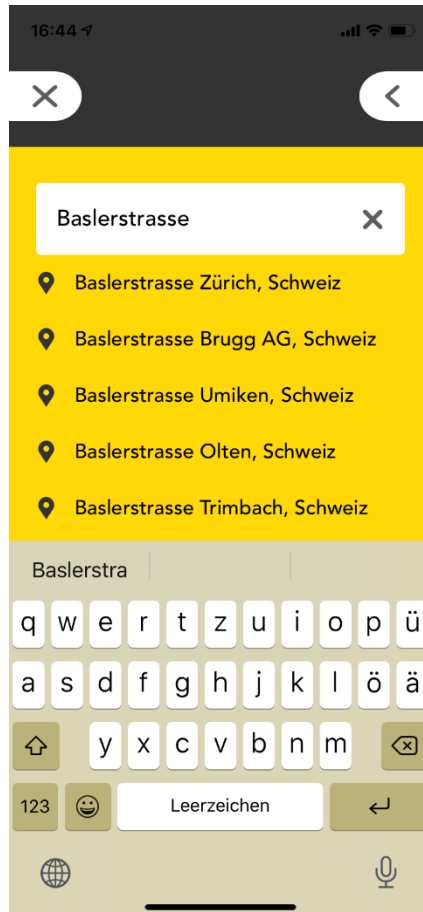 16:44
Baslerstrasse
Baslerstrasse Zürich, Schweiz
Baslerstrasse Brugg AG, Schweiz
Baslerstrasse Umiken, Schweiz
Baslerstrasse Olten, Schweiz
Baslerstrasse Trimbach, Schweiz
Baslerstra
q w e r t z u i o p ü
a s d f g h j k l ö ä
y x c v b n m
123 Leerzeichen